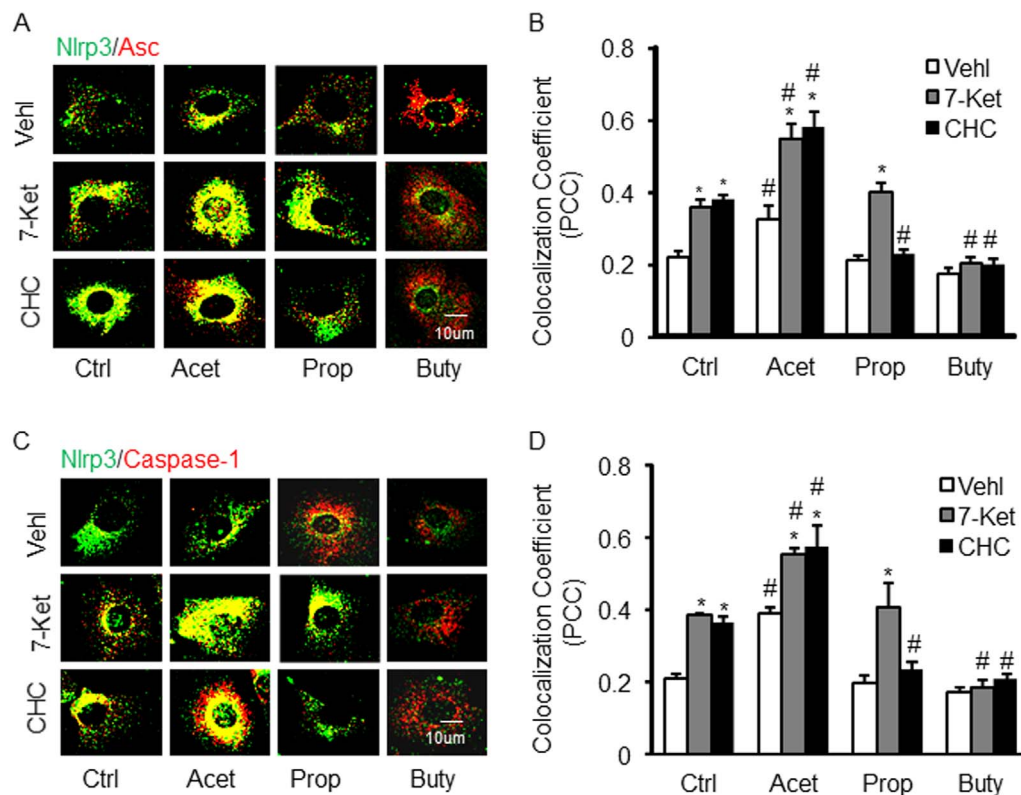 A
Nlrp3/Asc
Vehl
7-Ket
CHC
10um
Ctrl Acet Prop Buty
B
Colocalization Coefficient
(PCC)
0.8
0.6
0.4
0.2
0
Vehl
7-Ket
CHC
* * # # * # * * # # #
Ctrl Acet Prop Buty
C
Nlrp3/Caspase-1
Vehl
7-Ket
CHC
10um
Ctrl Acet Prop Buty
D
Colocalization Coefficient
(PCC)
0.8
0.6
0.4
0.2
0
Vehl
7-Ket
CHC
* * # # * # * * # # #
Ctrl Acet Prop Buty